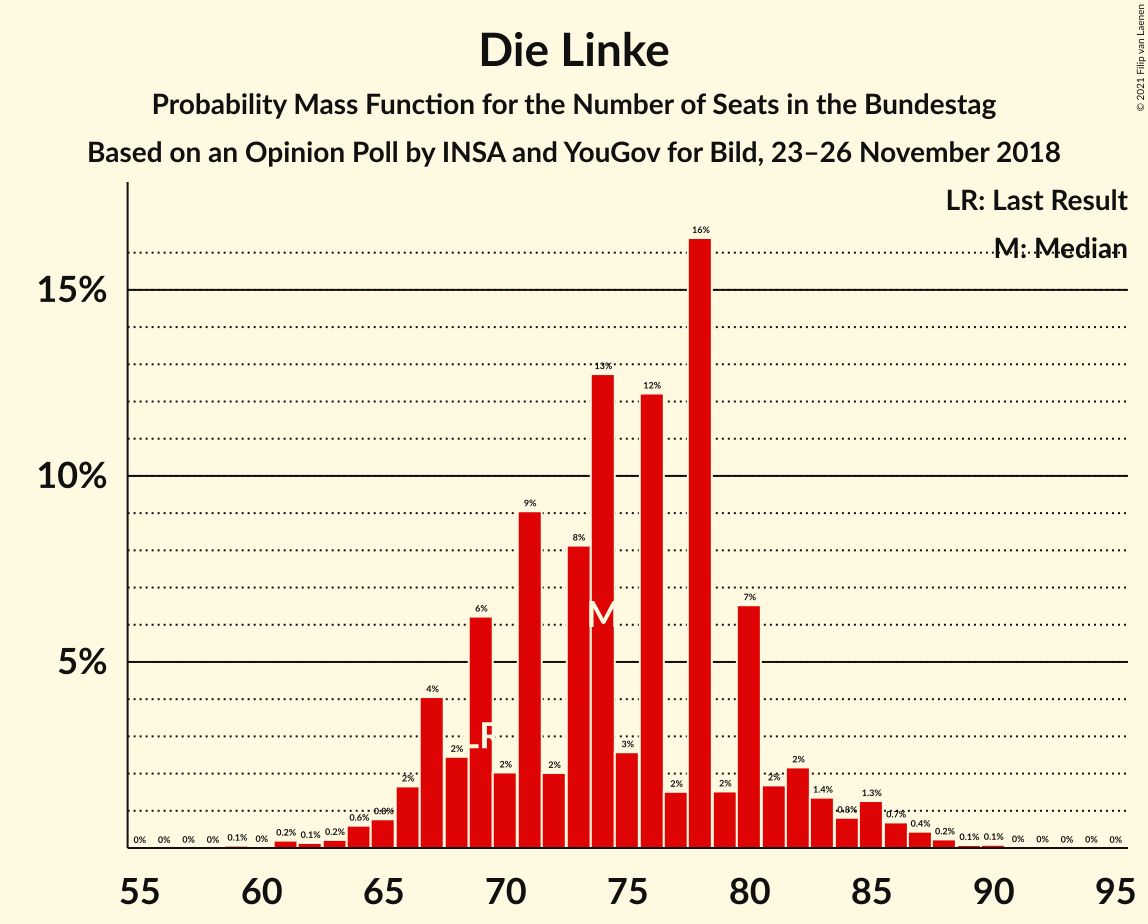 Die Linke
Probability Mass Function for the Number of Seats in the Bundestag
Based on an Opinion Poll by INSA and YouGov for Bild, 23–26 November 2018
© 2021 Filip van Laenen
LR: Last Result
M: Median
15%
10%
5%
0% 0% 0% 0% 0.1% 0% 0.2% 0.1% 0.2% 0.6% 0.8% 2% 4% 2% 6% 2% 9% 2% 8% 13% 3% 12% 2% 16% 2% 7% 2% 2% 1.4% 0.8% 1.3% 0.7% 0.4% 0.2% 0.1% 0.1% 0% 0% 0% 0% 0%
LR
M
55 60 65 70 75 80 85 90 95